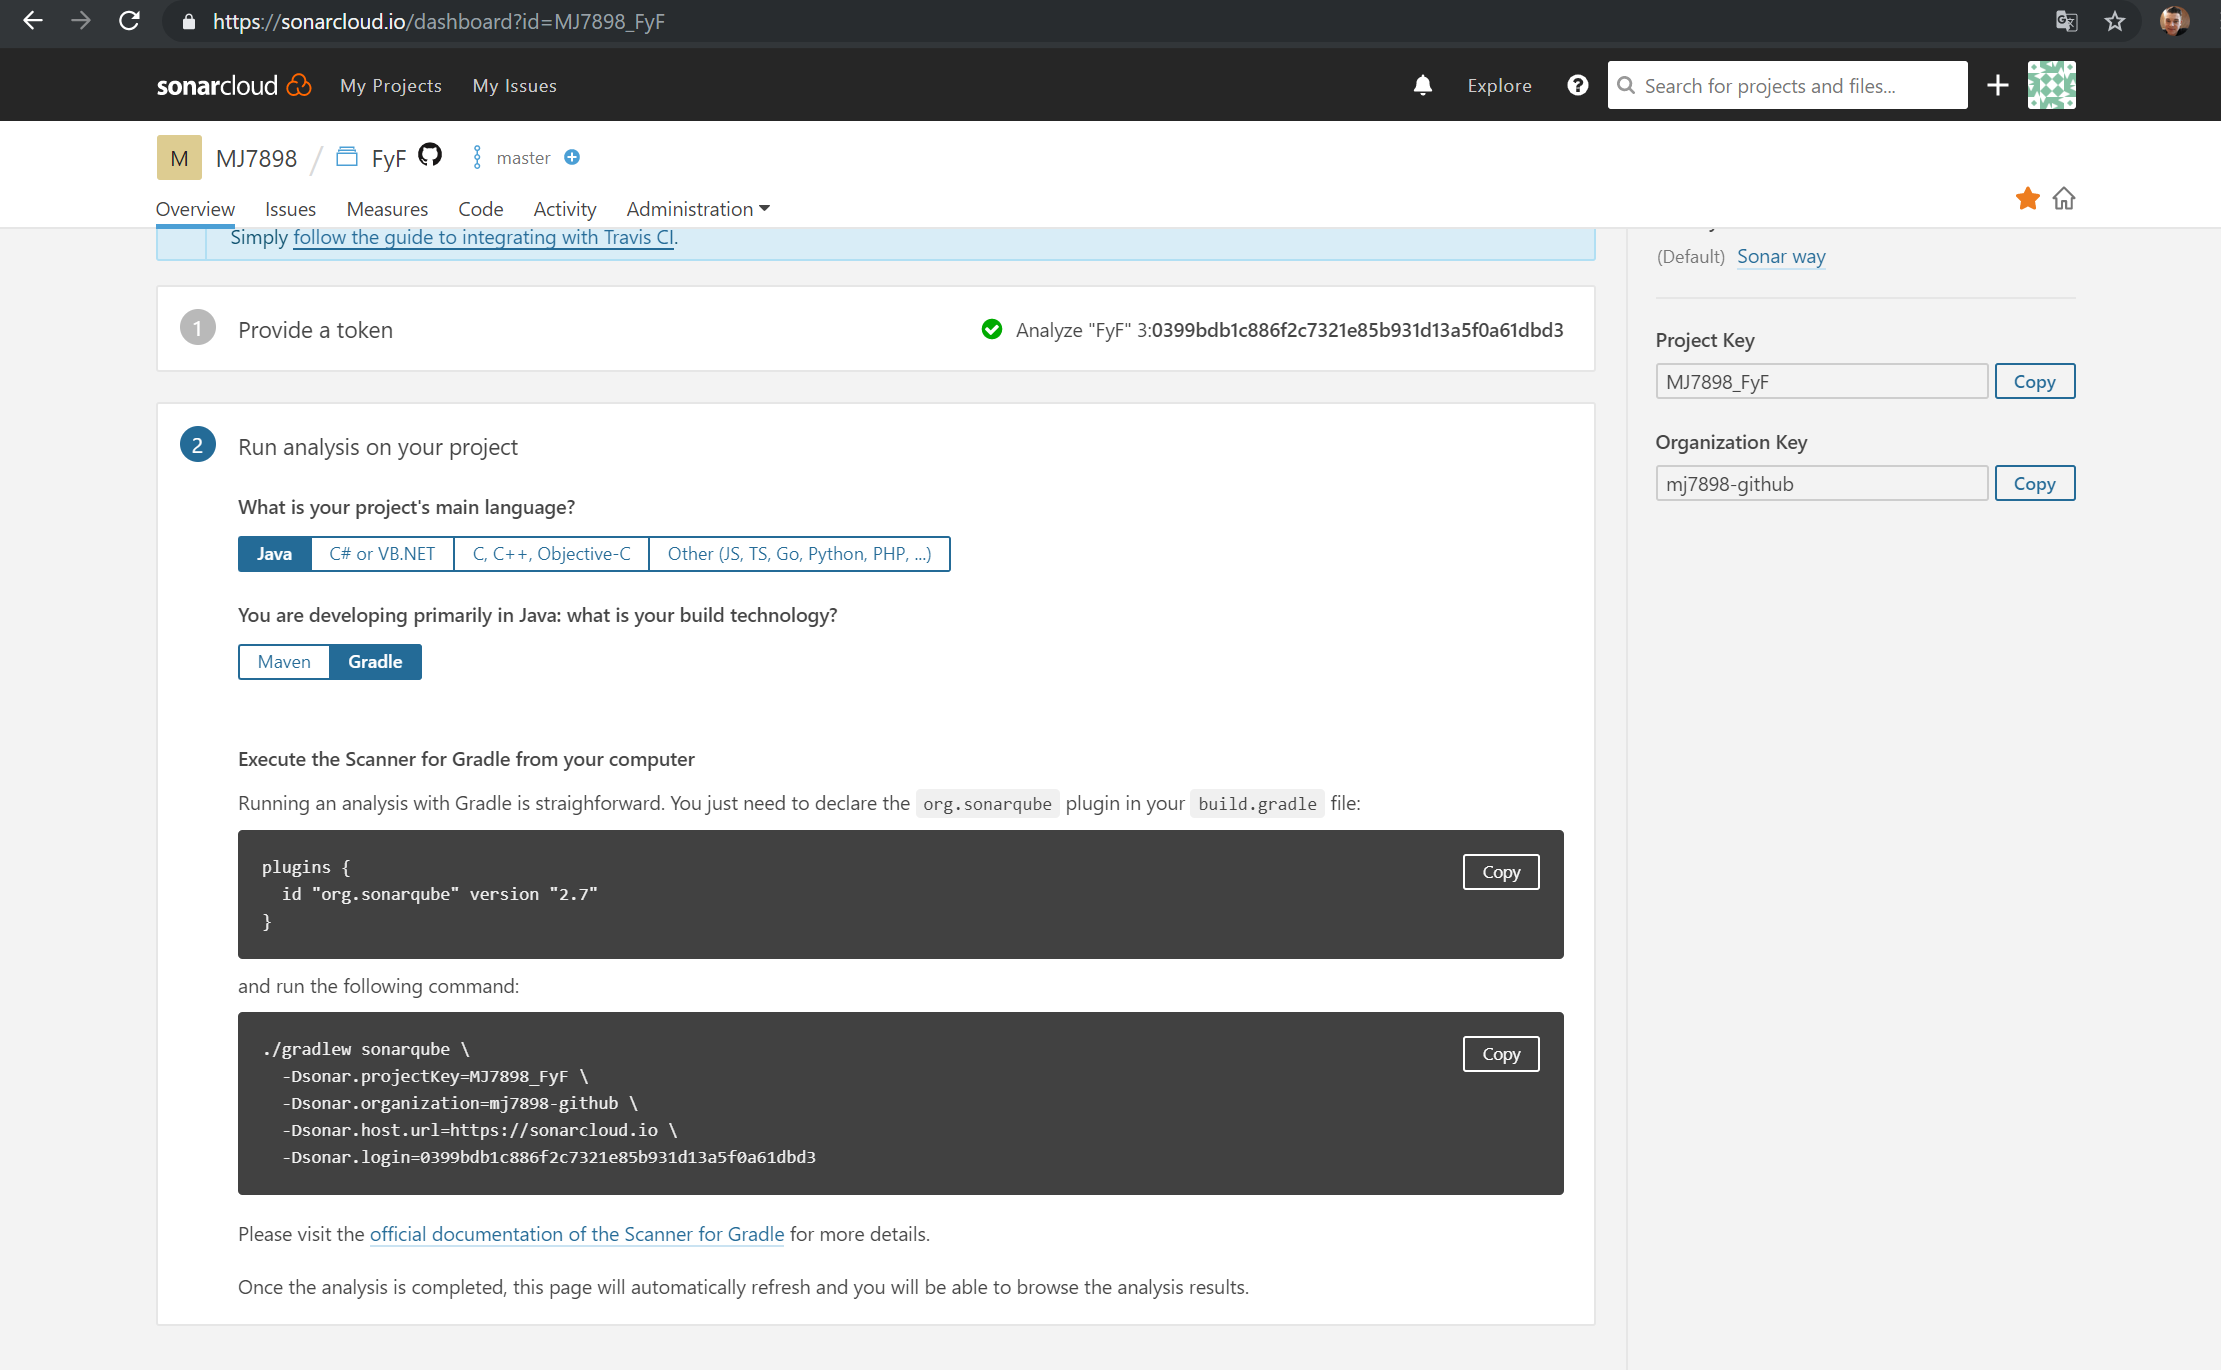 https://sonarcloud.io/dashboard?id=MJ7898_FyF
sonarcloud My Projects My Issues Explore Search for projects and files...
M MJ7898 / FyF master
Overview Issues Measures Code Activity Administration
Simply follow the guide to integrating with Travis CI.
(Default) Sonar way
1 Provide a token Analyze "FyF" 3:0399bdb1c886f2c7321e85b931d13a5f0a61dbd3
Project Key
MJ7898_FyF Copy
Organization Key
mj7898-github Copy
2 Run analysis on your project
What is your project's main language?
Java C# or VB.NET C, C++, Objective-C Other (JS, TS, Go, Python, PHP, ...)
You are developing primarily in Java: what is your build technology?
Maven Gradle
Execute the Scanner for Gradle from your computer
Running an analysis with Gradle is straighforward. You just need to declare the org.sonarqube plugin in your build.gradle file:
plugins {
id "org.sonarqube" version "2.7"
}
Copy
and run the following command:
./gradlew sonarqube \
-Dsonar.projectKey=MJ7898_FyF \
-Dsonar.organization=mj7898-github \
-Dsonar.host.url=https://sonarcloud.io \
-Dsonar.login=0399bdb1c886f2c7321e85b931d13a5f0a61dbd3
Copy
Please visit the official documentation of the Scanner for Gradle for more details.
Once the analysis is completed, this page will automatically refresh and you will be able to browse the analysis results.